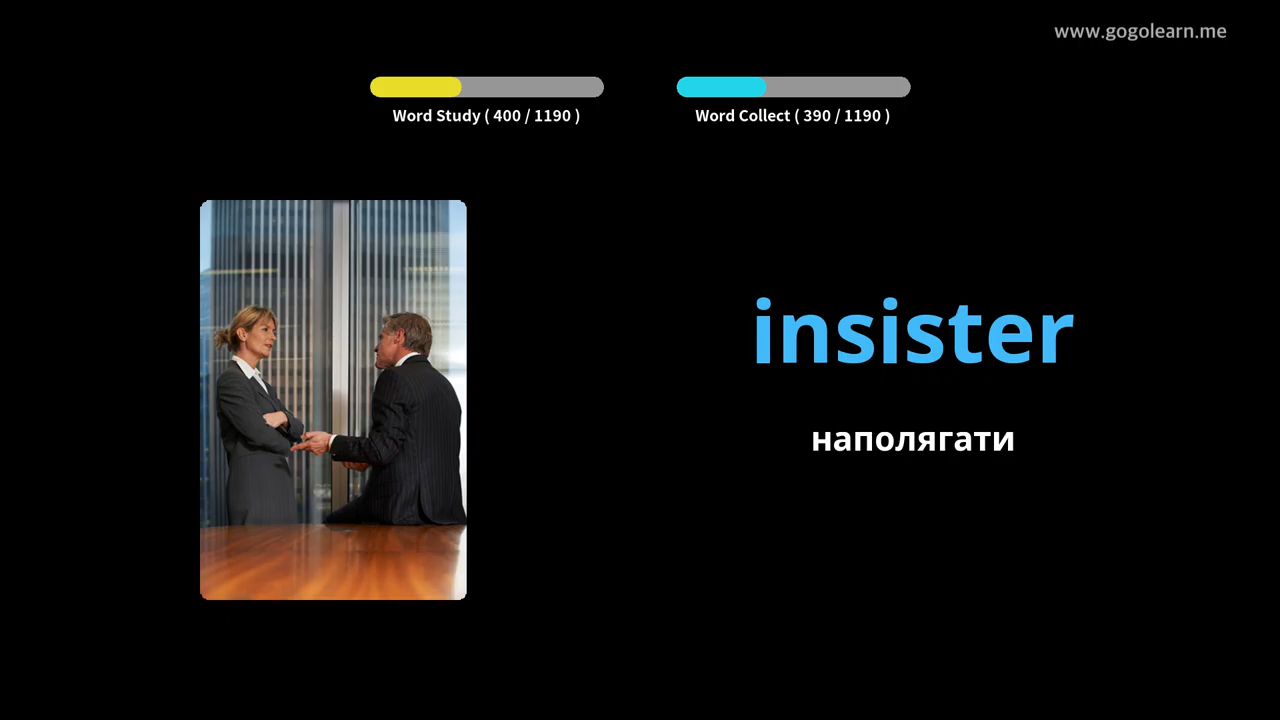 www.gogolearn.me
Word Study ( 400 / 1190 )
Word Collect ( 390 / 1190 )
insister
наполягати